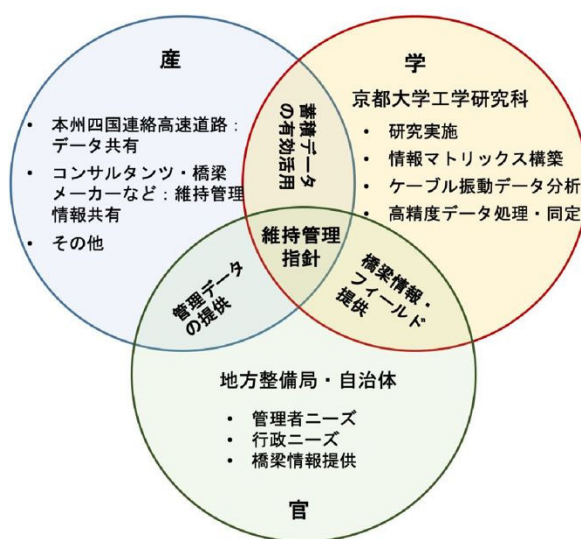 産
• 本州四国連絡高速道路：
データ共有
• コンサルタンツ・橋梁
メーカーなど：維持管理
情報共有
• その他
蓄積データ
の有効活用
学
京都大学工学研究科
• 研究実施
• 情報マトリックス構築
• ケーブル振動データ分析
• 高精度データ処理・同定
維持管理
指針
管理データ
の提供
橋梁情報・
フィールド
提供
地方整備局・自治体
• 管理者ニーズ
• 行政ニーズ
• 橋梁情報提供
官